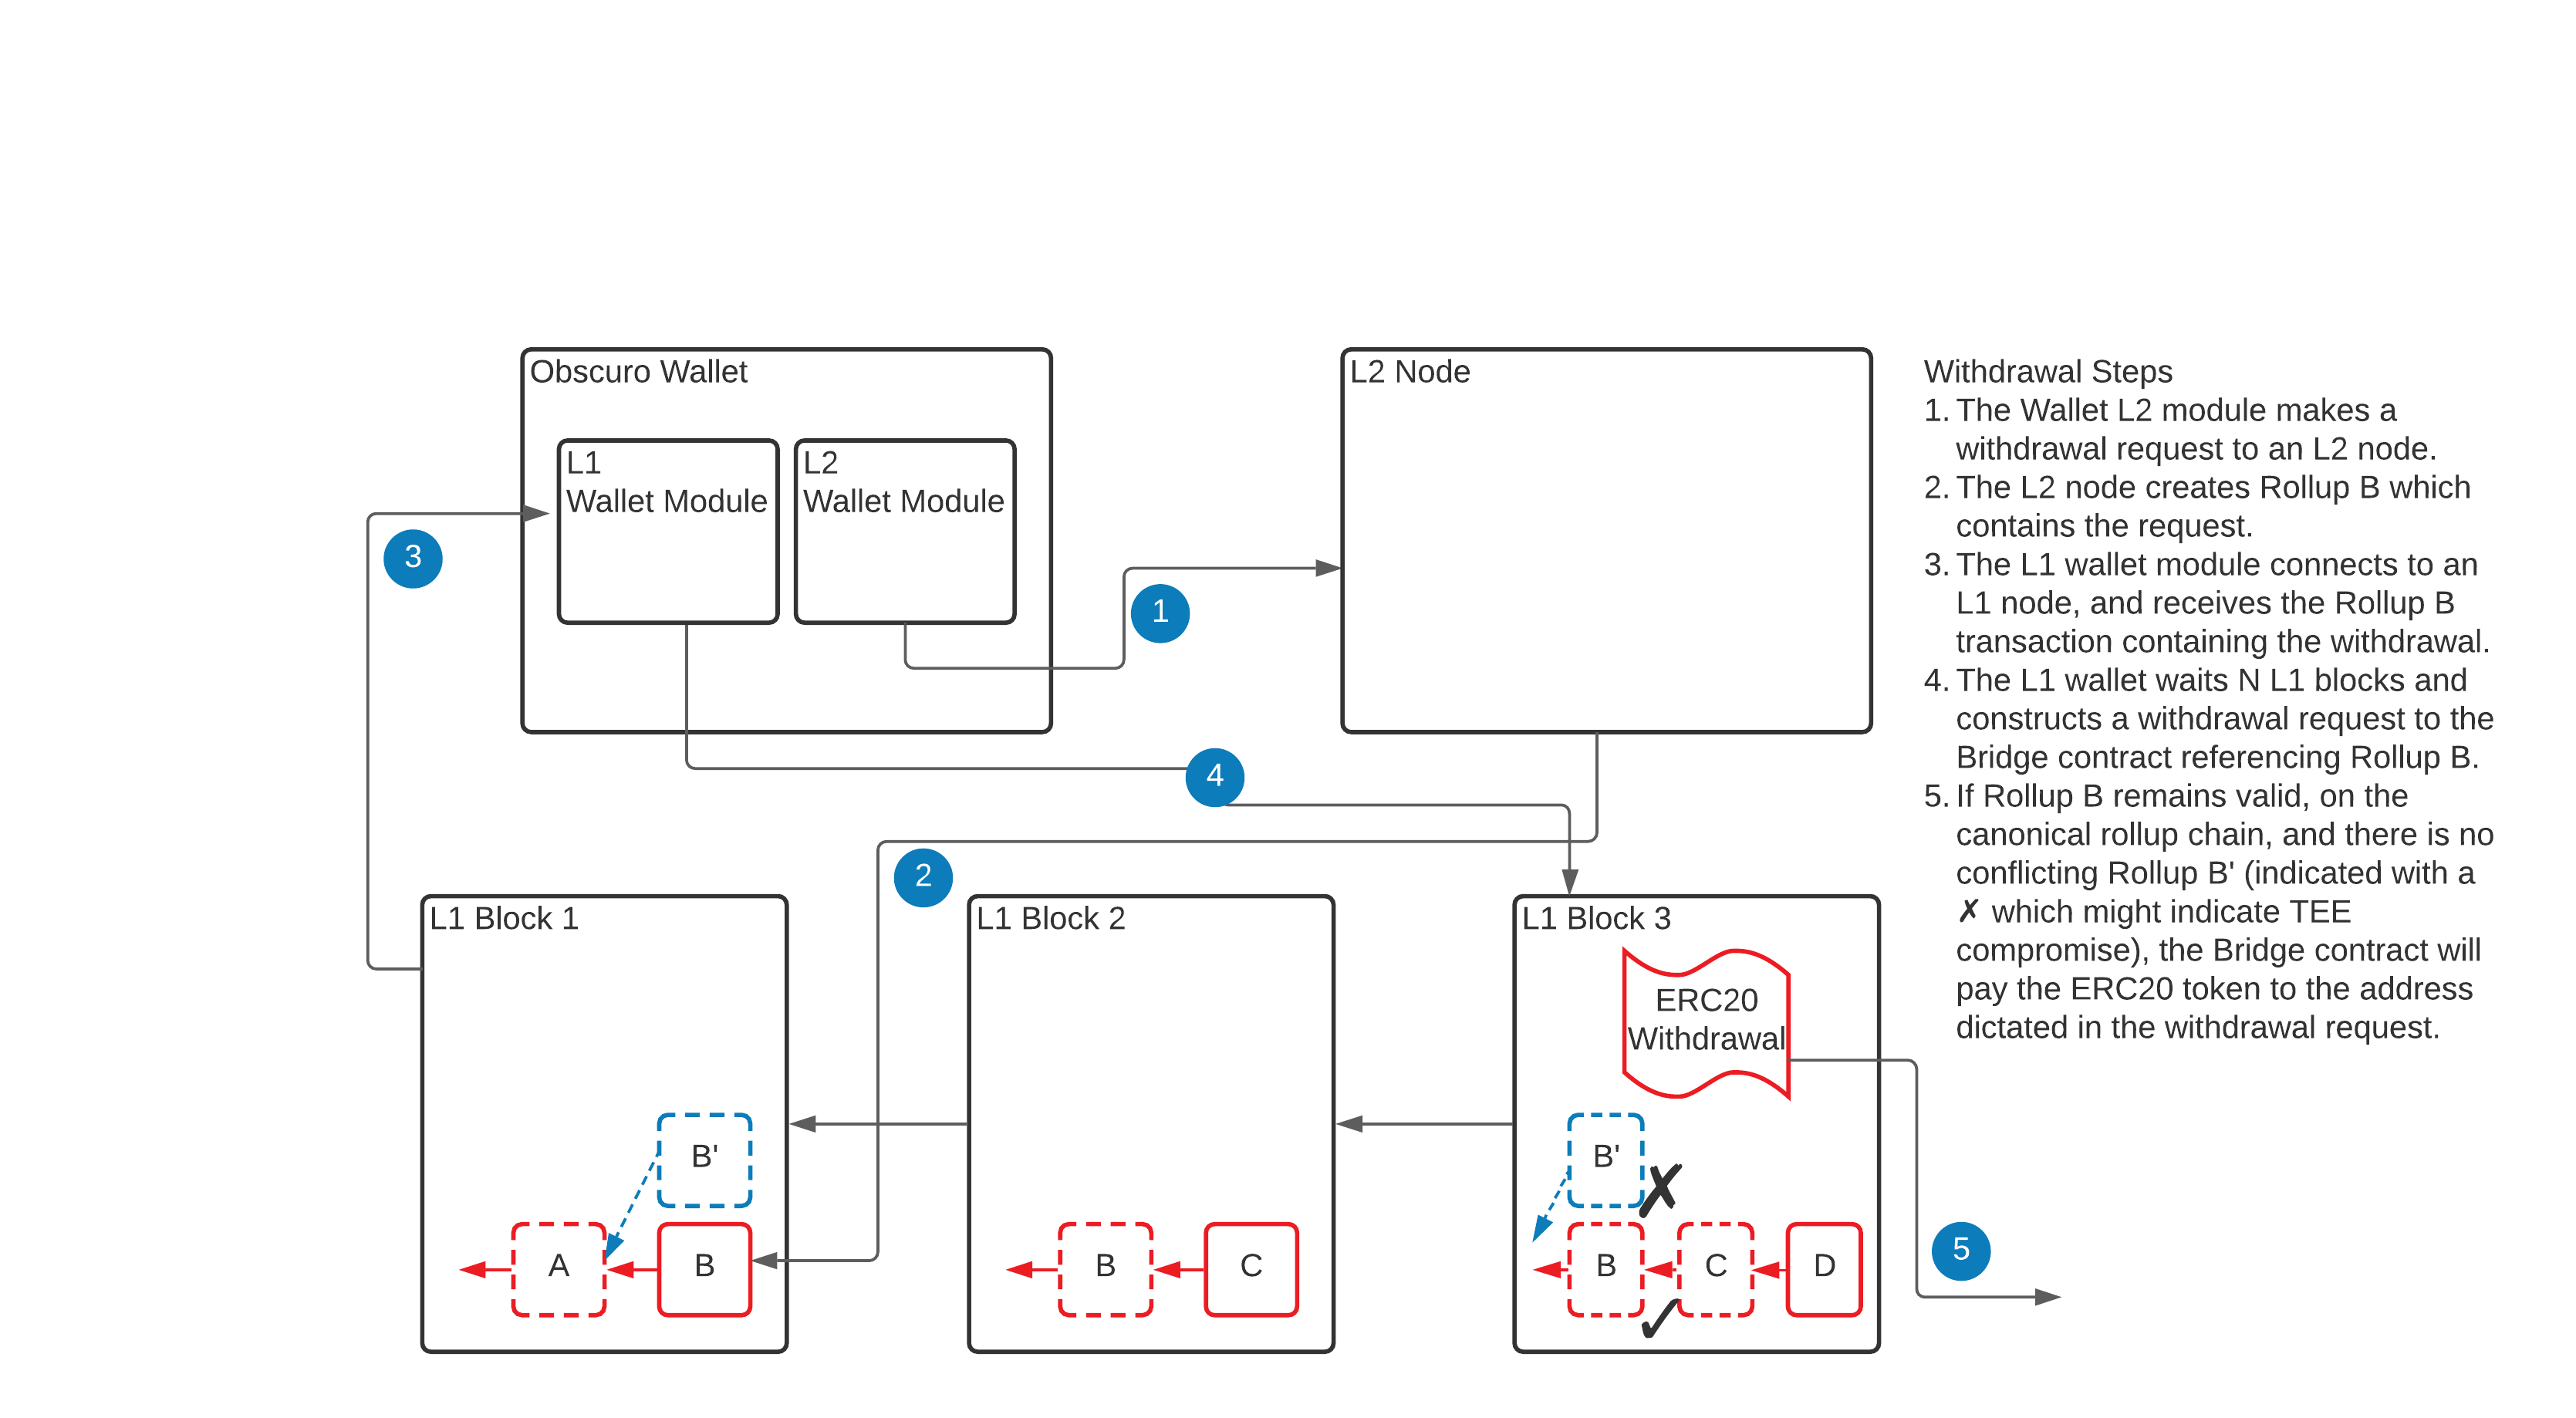 Obscuro Wallet
L1
Wallet Module
L2
Wallet Module
L2 Node
Withdrawal Steps
1. The Wallet L2 module makes a
withdrawal request to an L2 node.
2. The L2 node creates Rollup B which
contains the request.
3. The L1 wallet module connects to an
L1 node, and receives the Rollup B
transaction containing the withdrawal.
4. The L1 wallet waits N L1 blocks and
constructs a withdrawal request to the
Bridge contract referencing Rollup B.
5. If Rollup B remains valid, on the
canonical rollup chain, and there is no
conflicting Rollup B' (indicated with a
✗ which might indicate TEE
compromise), the Bridge contract will
pay the ERC20 token to the address
dictated in the withdrawal request.
3
1
4
2
L1 Block 1
B'
A
B
L1 Block 2
B
C
L1 Block 3
ERC20
Withdrawal
B'
✗
B
C
D
✓
5